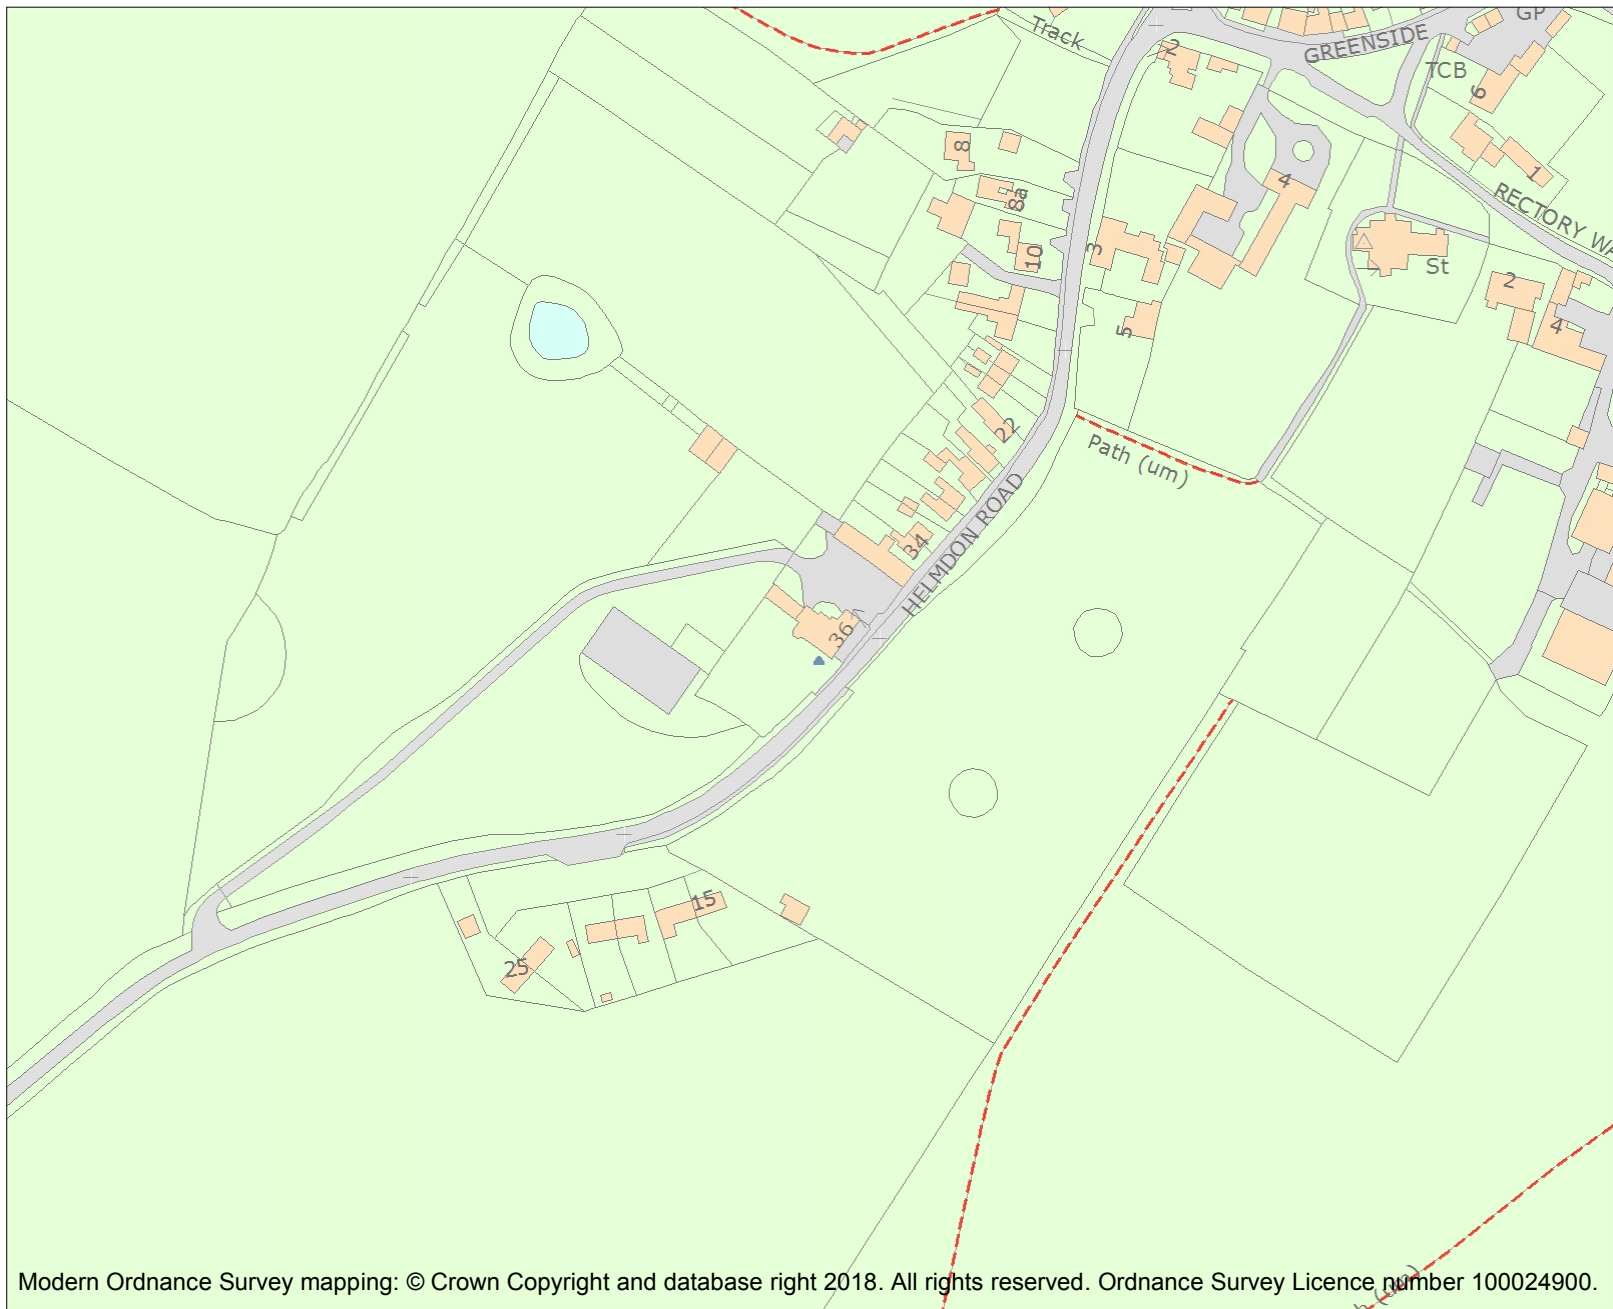 GP
Track
2
GREENSIDE
TCB
6
8
1
4
8a
RECTORY WA
3
10
St
2
5
4
22
Path (um)
HELMDON ROAD
34
36
15
25
h (um)
Modern Ordnance Survey mapping: © Crown Copyright and database right 2018. All rights reserved. Ordnance Survey Licence number 100024900.